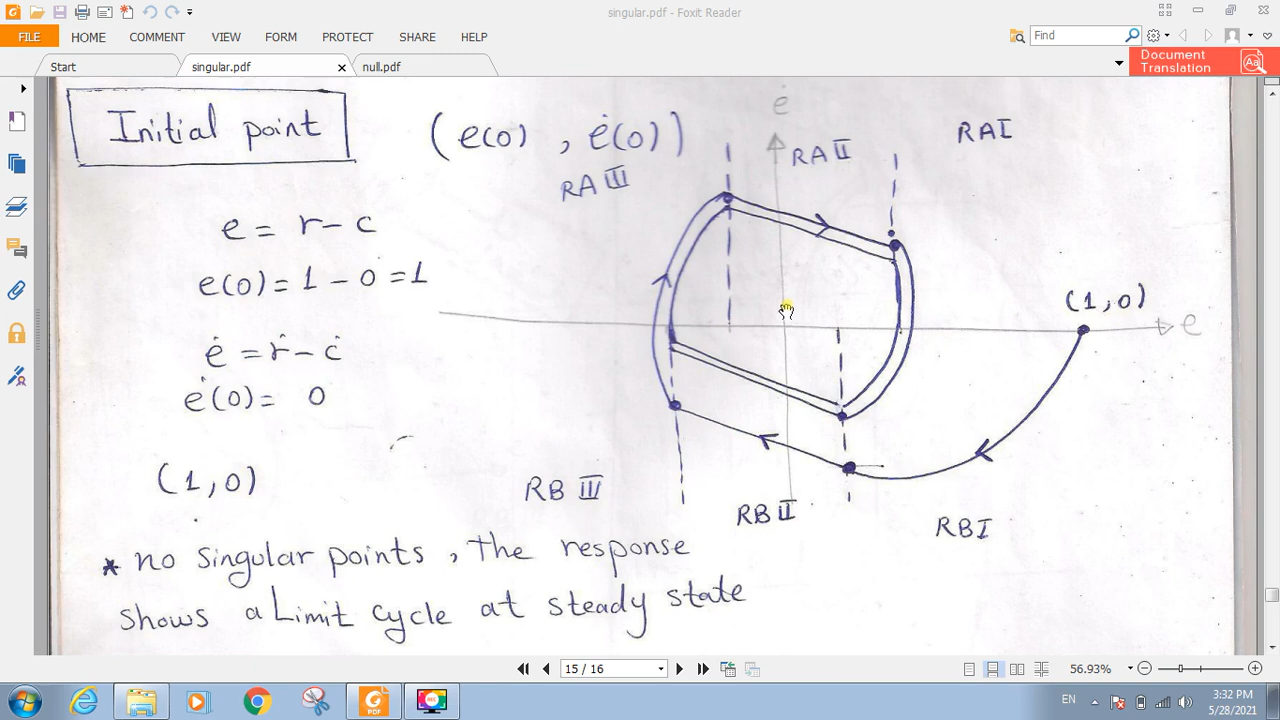 singular.pdf - Foxit Reader
FILE HOME COMMENT VIEW FORM PROTECT SHARE HELP
Find
Document Translation
Start singular.pdf null.pdf
Initial point
(e(0) , ė(0))
e = r - c
e(0) = 1 - 0 = 1
ė = ṙ - ċ
ė(0) = 0
(1,0)
ė
RA III
RA II
RA I
(1,0)
e
RB III
RB II
RB I
* no singular points, The response
shows a Limit cycle at steady state
15 / 16
56.93%
EN
3:32 PM
5/28/2021